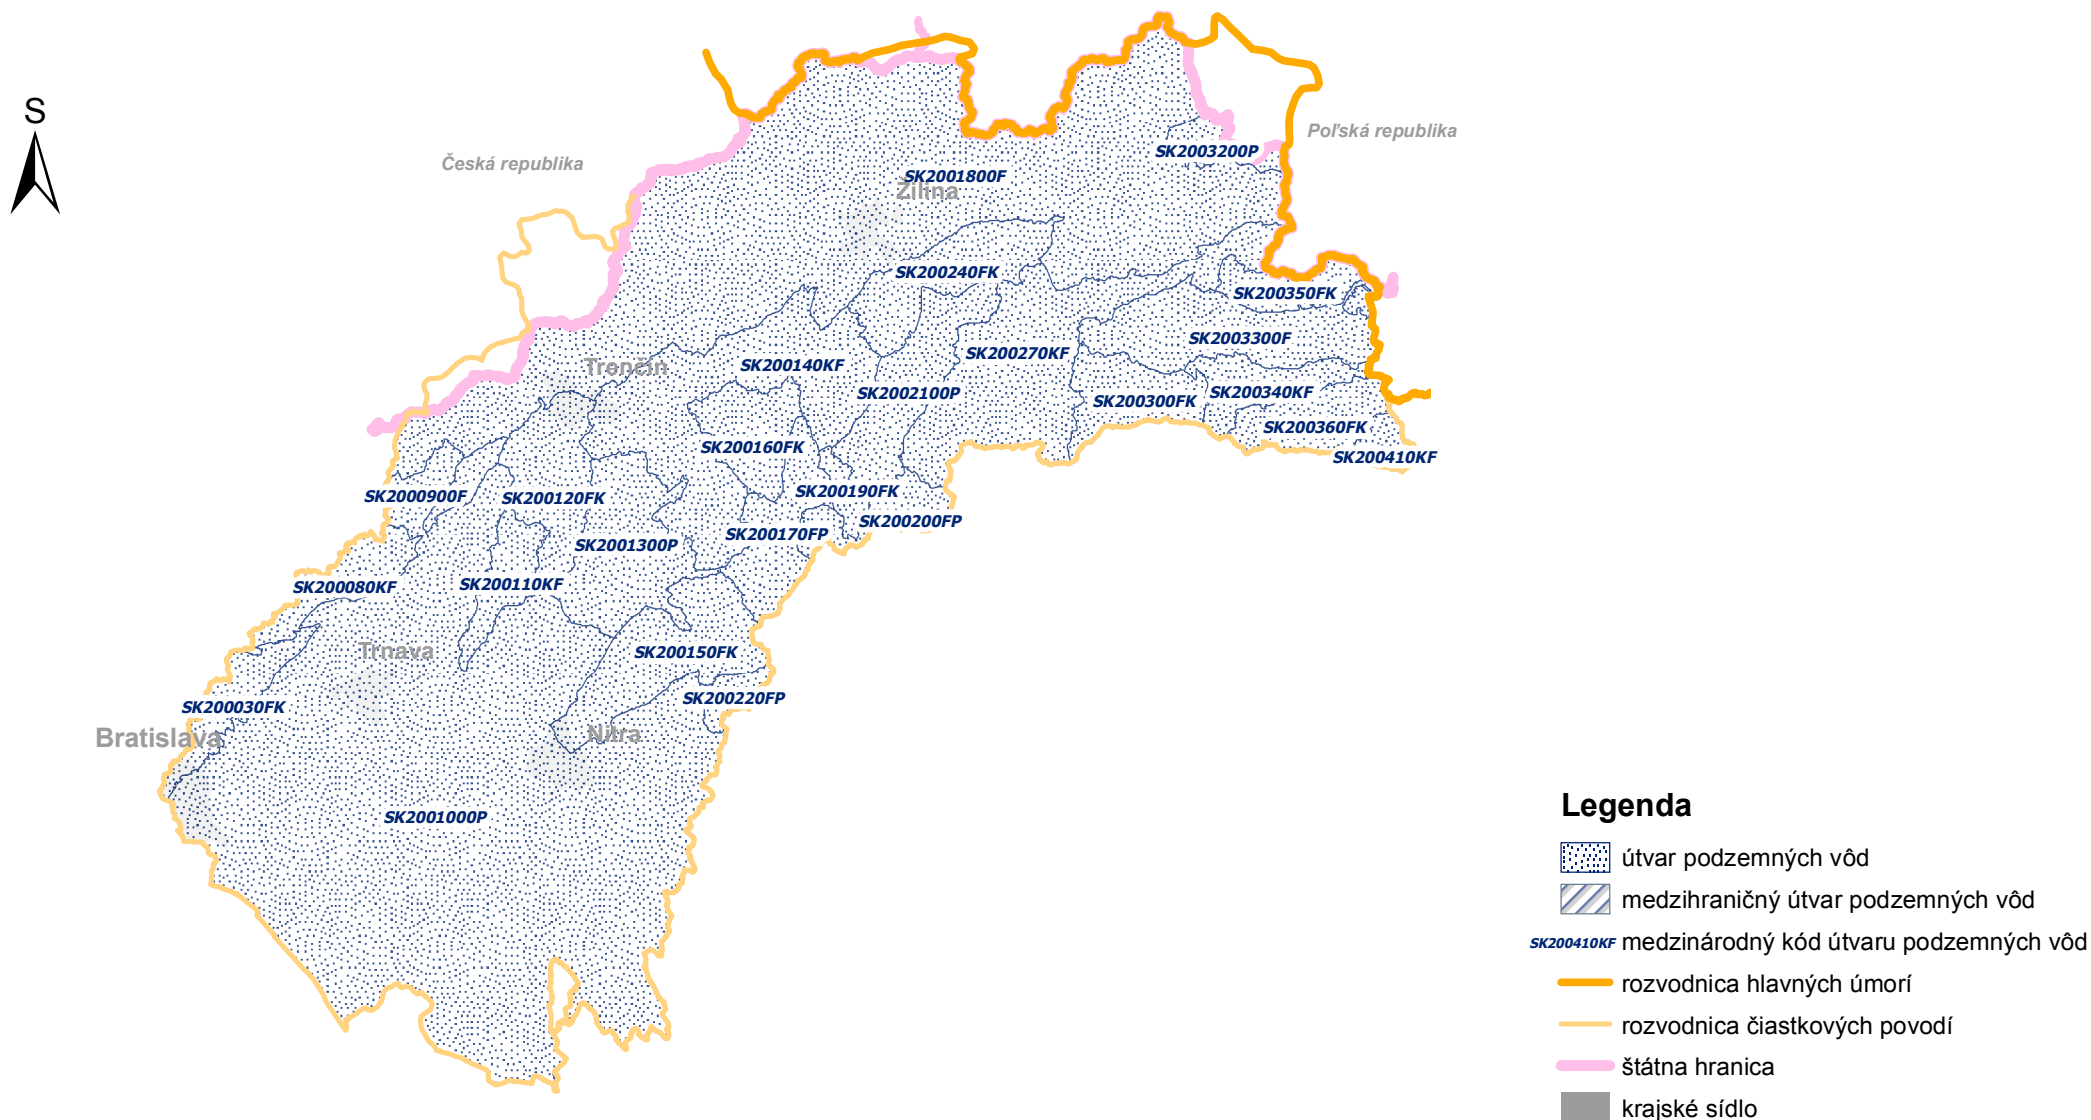 S
Poľská republika
Česká republika
SK2003200P
SK2001800F
Žilina
SK200240FK
SK200350FK
SK2003300F
SK200270KF
Trenčín
SK200140KF
SK2002100P
SK200340KF
SK200300FK
SK200360FK
SK200160FK
SK200410KF
SK200190FK
SK2000900F
SK200120FK
SK200200FP
SK200170FP
SK2001300P
SK200080KF
SK200110KF
Trnava
SK200150FK
SK200220FP
SK200030FK
Bratislava
Nitra
SK2001000P
Legenda
útvar podzemných vôd
medzihraničný útvar podzemných vôd
SK200410KF medzinárodný kód útvaru podzemných vôd
rozvodnica hlavných úmorí
rozvodnica čiastkových povodí
štátna hranica
krajské sídlo